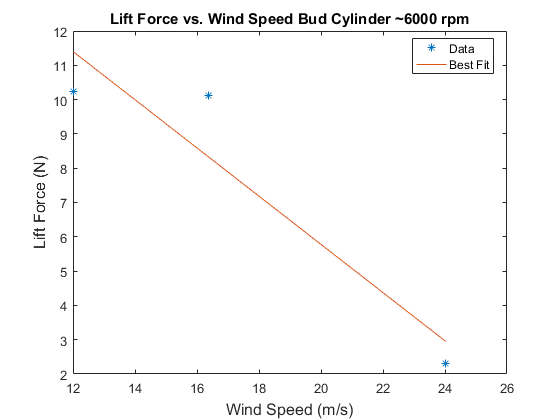 Lift Force vs. Wind Speed Bud Cylinder ~6000 rpm
Data
Best Fit
12
11
10
9
8
7
6
5
4
3
2
Lift Force (N)
12 14 16 18 20 22 24 26
Wind Speed (m/s)